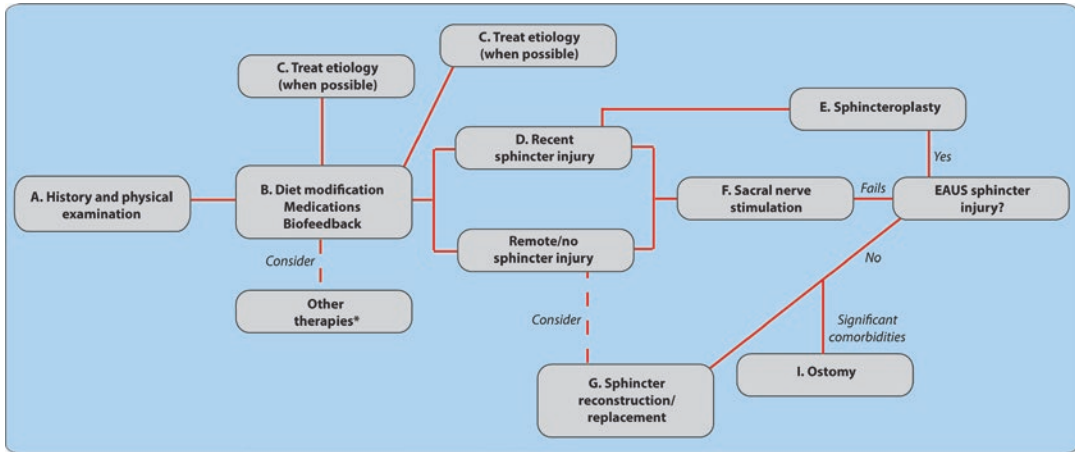 C. Treat etiology
(when possible)
C. Treat etiology
(when possible)
A. History and physical
examination
B. Diet modification
Medications
Biofeedback
Consider
Other
therapies*
D. Recent
sphincter injury
Remote/no
sphincter injury
Consider
E. Sphincteroplasty
Yes
F. Sacral nerve
stimulation
Fails
EAUS sphincter
injury?
No
Significant
comorbidities
G. Sphincter
reconstruction/
replacement
I. Ostomy